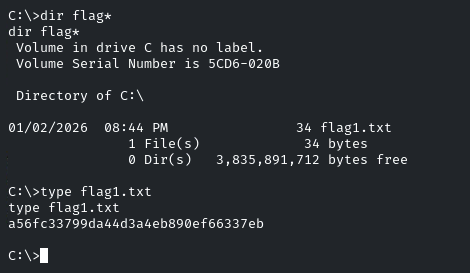 C:\>dir flag*
dir flag*
 Volume in drive C has no label.
 Volume Serial Number is 5CD6-020B

 Directory of C:\

01/02/2026  08:44 PM                34 flag1.txt
               1 File(s)             34 bytes
               0 Dir(s)   3,835,891,712 bytes free

C:\>type flag1.txt
type flag1.txt
a56fc33799da44d3a4eb890ef66337eb

C:\>